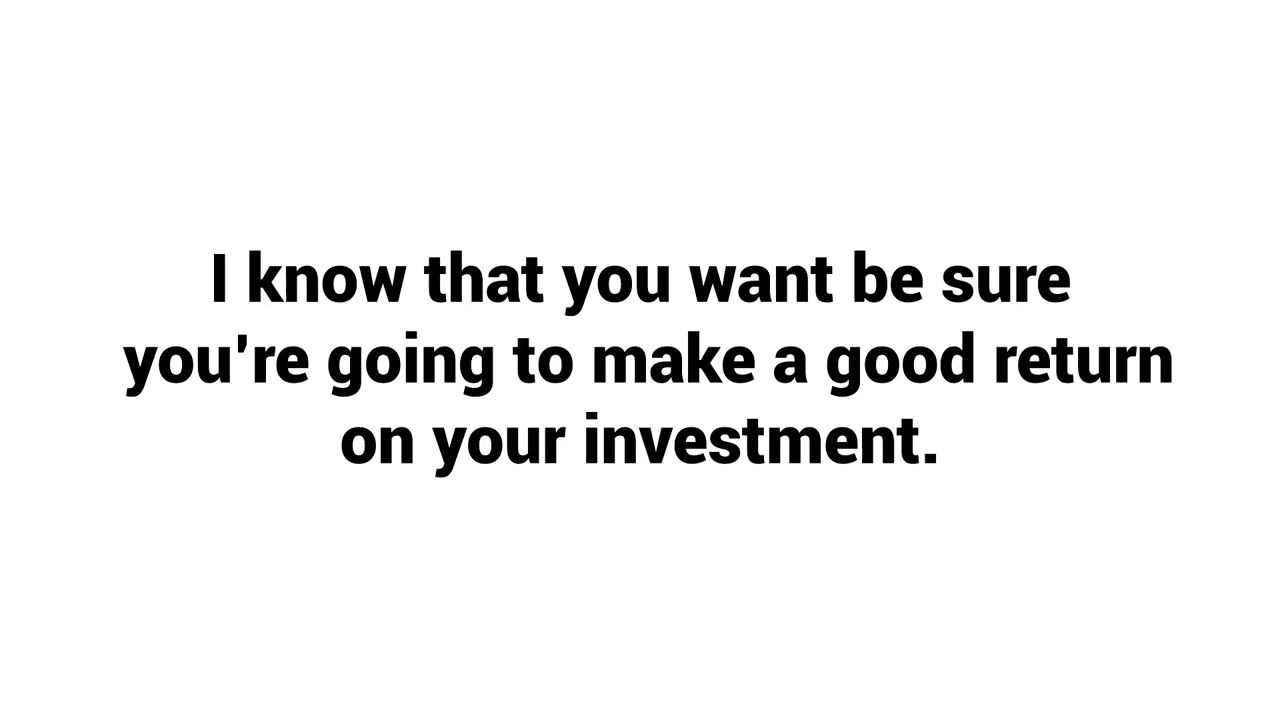 I know that you want be sure
you're going to make a good return
on your investment.